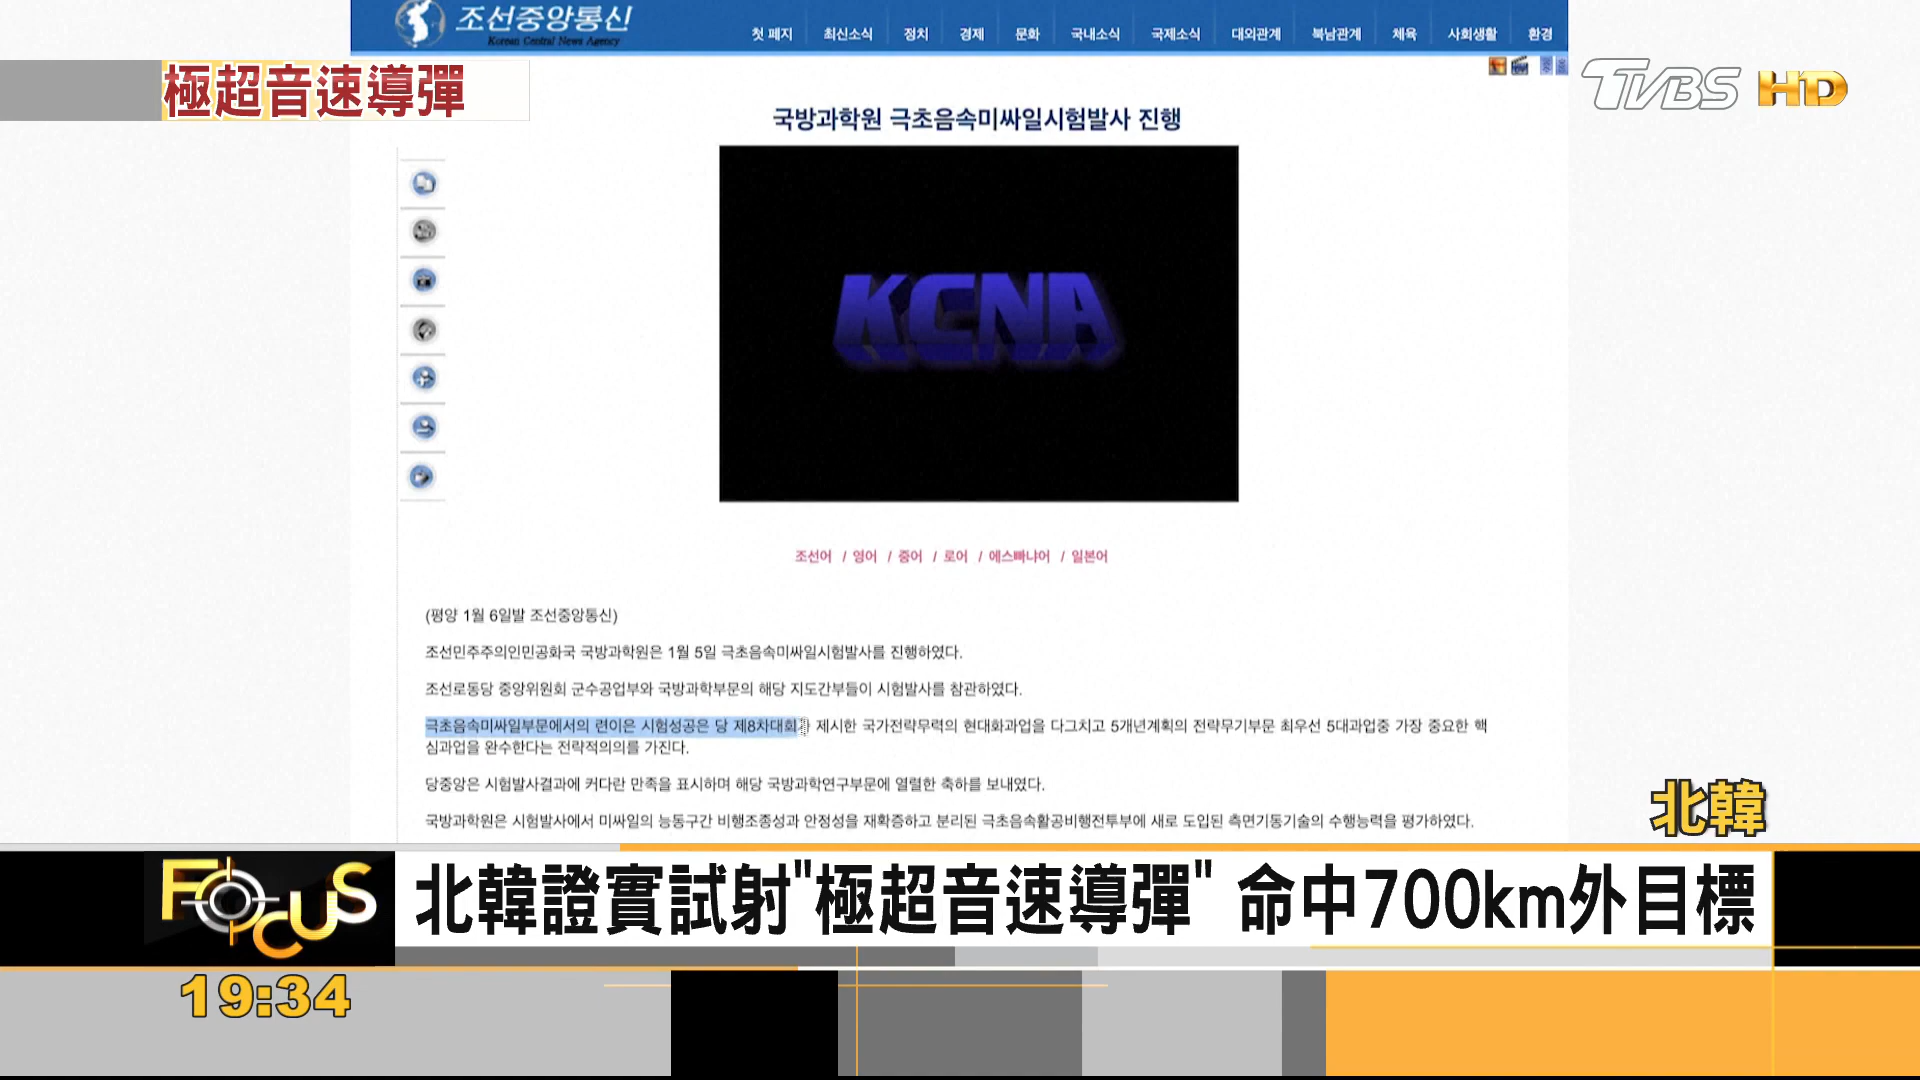 조선중앙통신
Korean Central News Agency
첫 페지 최신소식 정치 경제 문화 국내소식 국제소식 대외관계 북남관계 체육 사회생활 환경
極超音速導彈
TVBS HD
국방과학원 극초음속미싸일시험발사 진행
KCNA
조선어 / 영어 / 중어 / 로어 / 에스빠냐어 / 일본어
(평양 1월 6일발 조선중앙통신)
조선민주주의인민공화국 국방과학원은 1월 5일 극초음속미싸일시험발사를 진행하였다.
조선로동당 중앙위원회 군수공업부와 국방과학부문의 해당 지도간부들이 시험발사를 참관하였다.
극초음속미싸일부문에서의 련이은 시험성공은 당 제8차대회가 제시한 국가전략무력의 현대화과업을 다그치고 5개년계획의 전략무기부문 최우선 5대과업중 가장 중요한 핵
심과업을 완수한다는 전략적의의를 가진다.
당중앙은 시험발사결과에 커다란 만족을 표시하며 해당 국방과학연구부문에 열렬한 축하를 보내였다.
국방과학원은 시험발사에서 미싸일의 능동구간 비행조종성과 안정성을 재확증하고 분리된 극초음속활공비행전투부에 새로 도입된 측면기동기술의 수행능력을 평가하였다.
北韓
FOCUS
北韓證實試射"極超音速導彈" 命中700km外目標
19:34